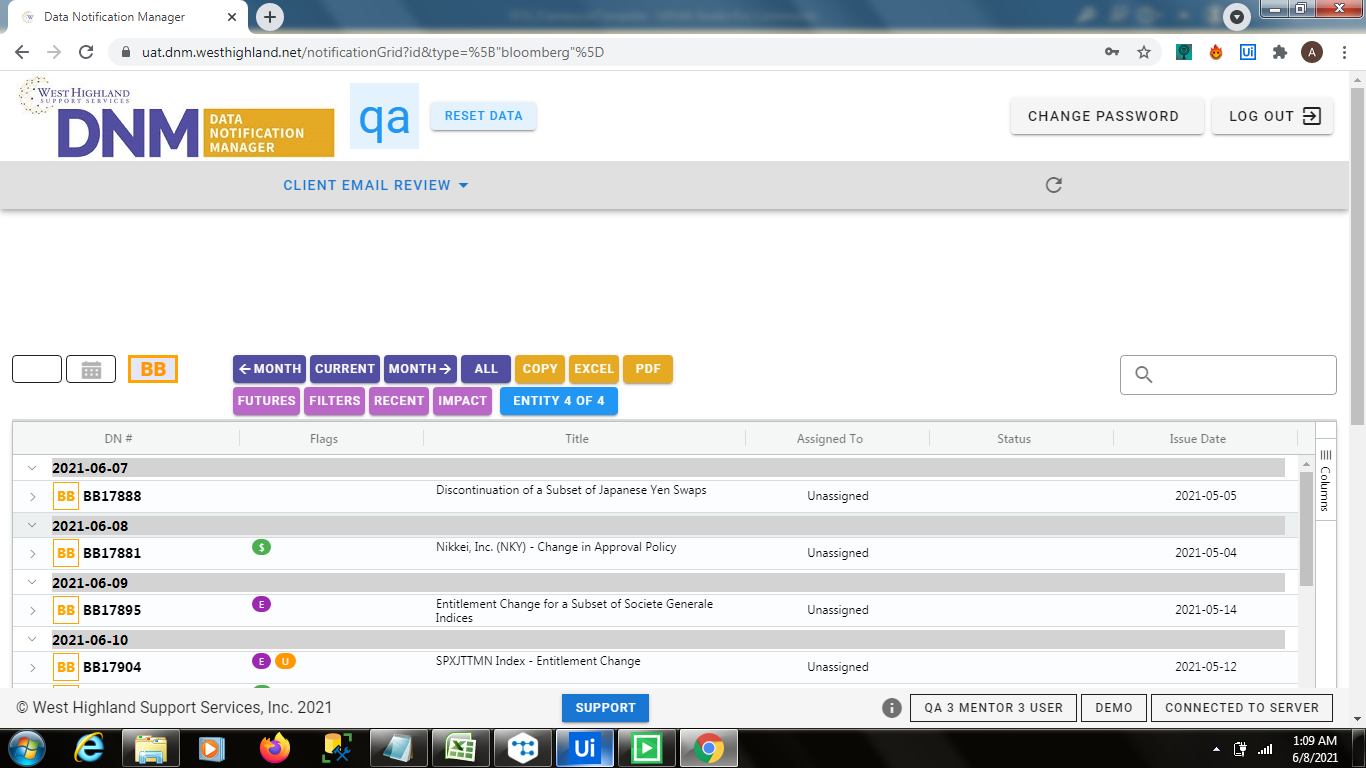 Data Notification Manager
uat.dnm.westhighland.net/notificationGrid?id&type=%5B"bloomberg"%5D
Ui
A
WEST HIGHLAND
SUPPORT SERVICES
DNM DATA
NOTIFICATION
MANAGER
qa
RESET DATA
CHANGE PASSWORD
LOG OUT
CLIENT EMAIL REVIEW
BB
MONTH
CURRENT
MONTH
ALL
COPY
EXCEL
PDF
FUTURES
FILTERS
RECENT
IMPACT
ENTITY 4 OF 4
DN #
Flags
Title
Assigned To
Status
Issue Date
Columns
2021-06-07
BB BB17888
Discontinuation of a Subset of Japanese Yen Swaps
Unassigned
2021-05-05
2021-06-08
BB BB17881
$
Nikkei, Inc. (NKY) - Change in Approval Policy
Unassigned
2021-05-04
2021-06-09
BB BB17895
E
Entitlement Change for a Subset of Societe Generale
Indices
Unassigned
2021-05-14
2021-06-10
BB BB17904
E U
SPXJTTMN Index - Entitlement Change
Unassigned
2021-05-12
© West Highland Support Services, Inc. 2021
SUPPORT
QA 3 MENTOR 3 USER
DEMO
CONNECTED TO SERVER
Ui
1:09 AM
6/8/2021